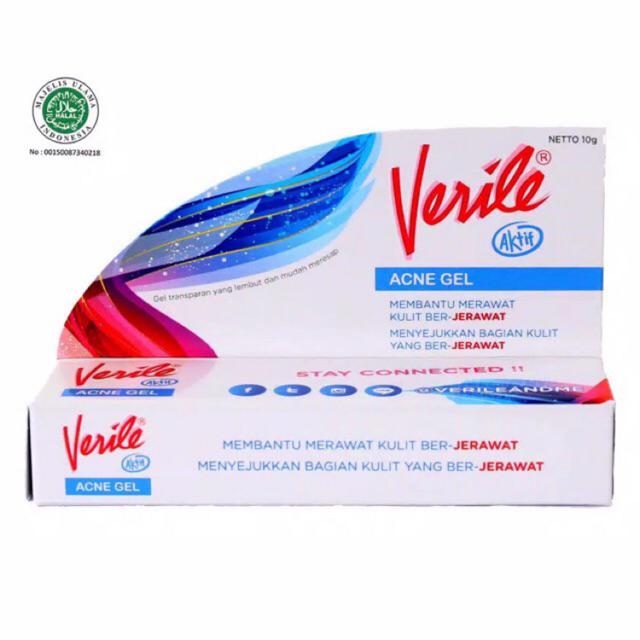 MAJELIS ULAMA
حلال
HALAL
INDONESIA
No : 00150087340218
NETTO 10g
Verile®
Aktif
ACNE GEL
Gel transparan yang lembut dan mudah meresap
MEMBANTU MERAWAT
KULIT BER-JERAWAT
MENYEJUKKAN BAGIAN KULIT
YANG BER-JERAWAT
Verile®
Aktif
ACNE GEL
STAY CONNECTED !!
@VERILEANDME
Verile®
Aktif
ACNE GEL
MEMBANTU MERAWAT KULIT BER-JERAWAT
MENYEJUKKAN BAGIAN KULIT YANG BER-JERAWAT